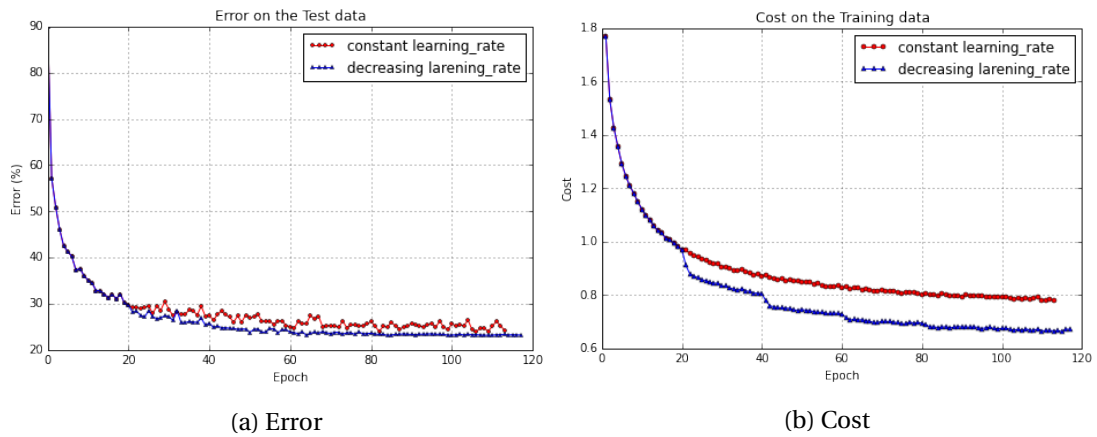 Error on the Test data
90
80
70
60
50
40
30
20
Error (%)
constant learning_rate
decreasing larening_rate
0 20 40 60 80 100 120
Epoch
(a) Error
Cost on the Training data
1.8
1.6
1.4
1.2
1.0
0.8
0.6
Cost
constant learning_rate
decreasing larening_rate
0 20 40 60 80 100 120
Epoch
(b) Cost